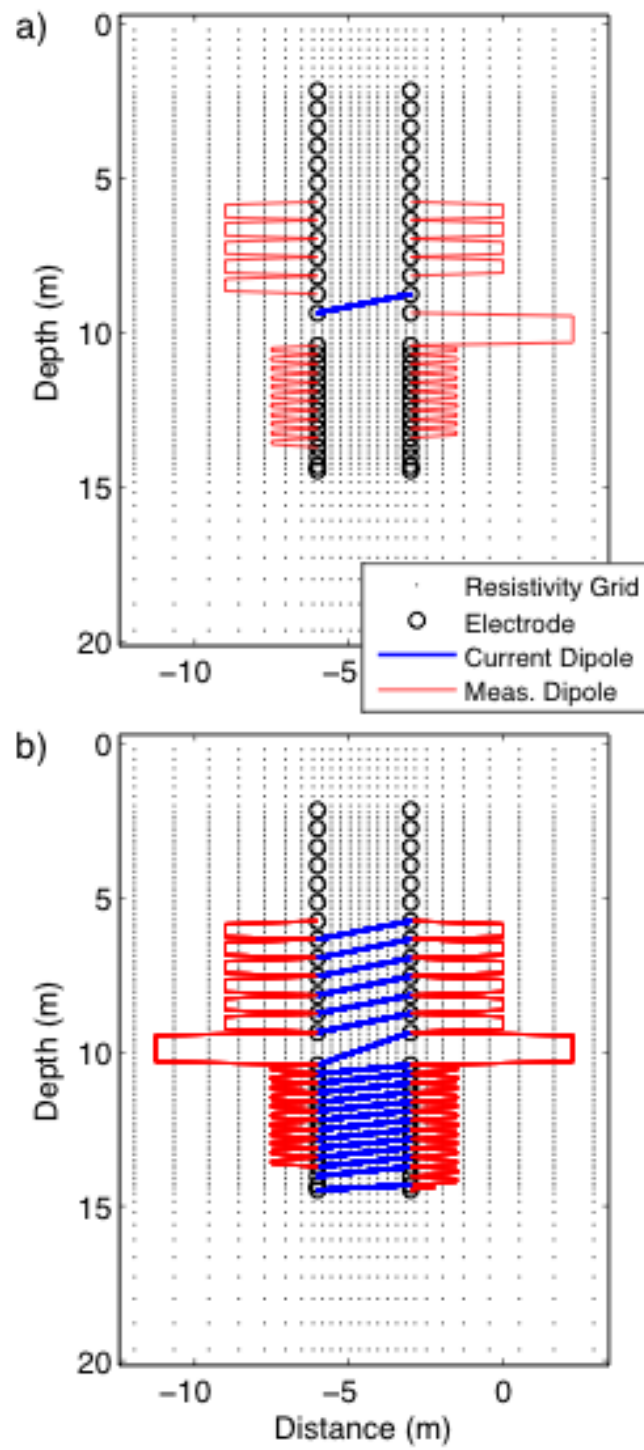 a)
0
5
10
15
20
Depth (m)
−10
−5
Resistivity Grid
Electrode
Current Dipole
Meas. Dipole
b)
0
5
10
15
20
Depth (m)
−10
−5
0
Distance (m)